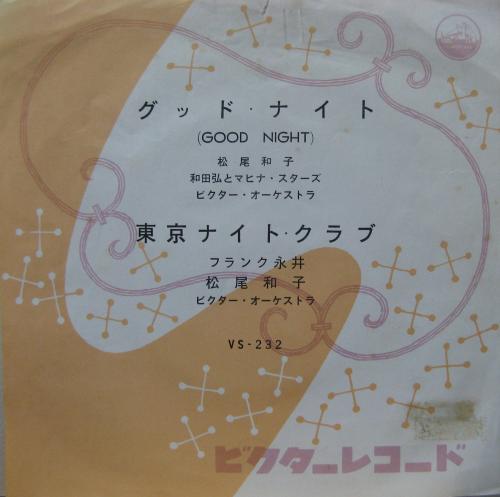 グッド・ナイト
(GOOD NIGHT)
松尾和子
和田弘とマヒナ・スターズ
ビクター・オーケストラ
東京ナイト・クラブ
フランク永井
松尾和子
ビクター・オーケストラ
VS-232
ビクターレコード